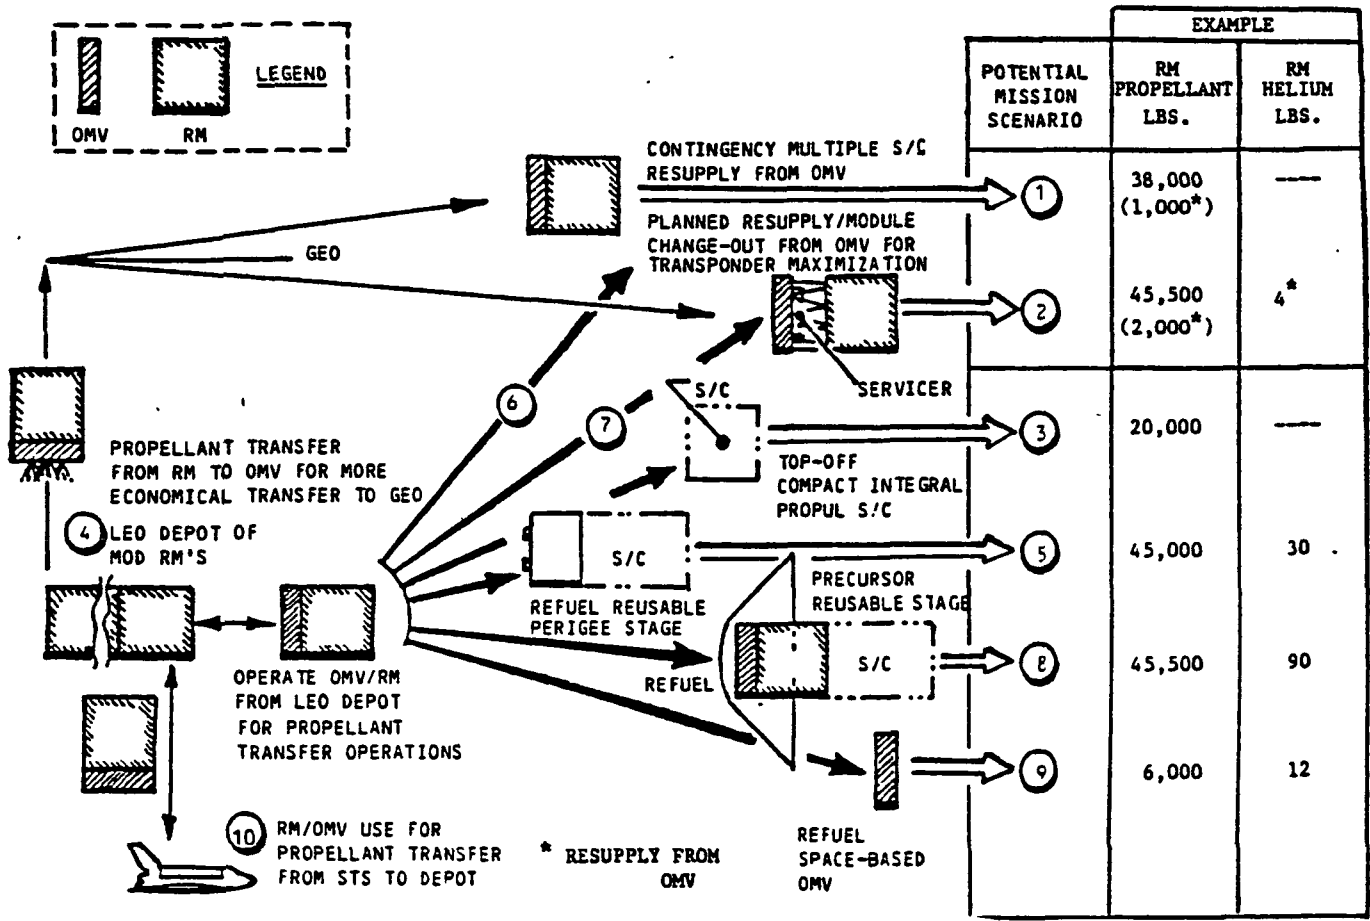 LEGEND
OMV
RM
EXAMPLE
POTENTIAL
MISSION
SCENARIO
RM
PROPELLANT
LBS.
RM
HELIUM
LBS.
CONTINGENCY MULTIPLE S/C
RESUPPLY FROM OMV
1
38,000
(1,000*)
----
GEO
PLANNED RESUPPLY/MODULE
CHANGE-OUT FROM OMV FOR
TRANSPONDER MAXIMIZATION
2
45,500
(2,000*)
4*
SERVICER
6
7
S/C
3
20,000
----
TOP-OFF
COMPACT INTEGRAL
PROPUL S/C
PROPELLANT TRANSFER
FROM RM TO OMV FOR MORE
ECONOMICAL TRANSFER TO GEO
4
LEO DEPOT OF
MOD RM'S
S/C
5
45,000
30
REFUEL REUSABLE
PERIGEE STAGE
PRECURSOR
REUSABLE STAGE
OPERATE OMV/RM
FROM LEO DEPOT
FOR PROPELLANT
TRANSFER OPERATIONS
REFUEL
S/C
8
45,500
90
9
6,000
12
REFUEL
SPACE-BASED
OMV
10
RM/OMV USE FOR
PROPELLANT TRANSFER
FROM STS TO DEPOT
* RESUPPLY FROM
OMV